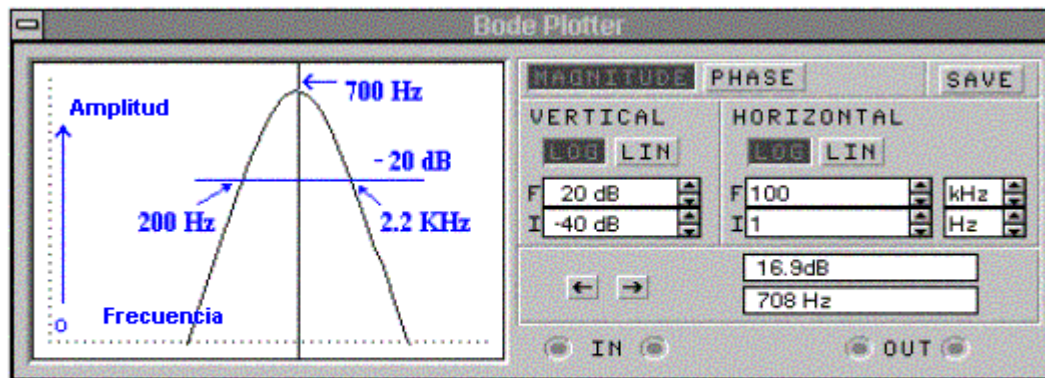 Bode Plotter
Amplitud
700 Hz
- 20 dB
200 Hz
2.2 KHz
0
Frecuencia
MAGNITUDE PHASE SAVE
VERTICAL HORIZONTAL
LOG LIN LOG LIN
F 20 dB F 100 kHz
I -40 dB I 1 Hz
← → 16.9dB
708 Hz
IN OUT